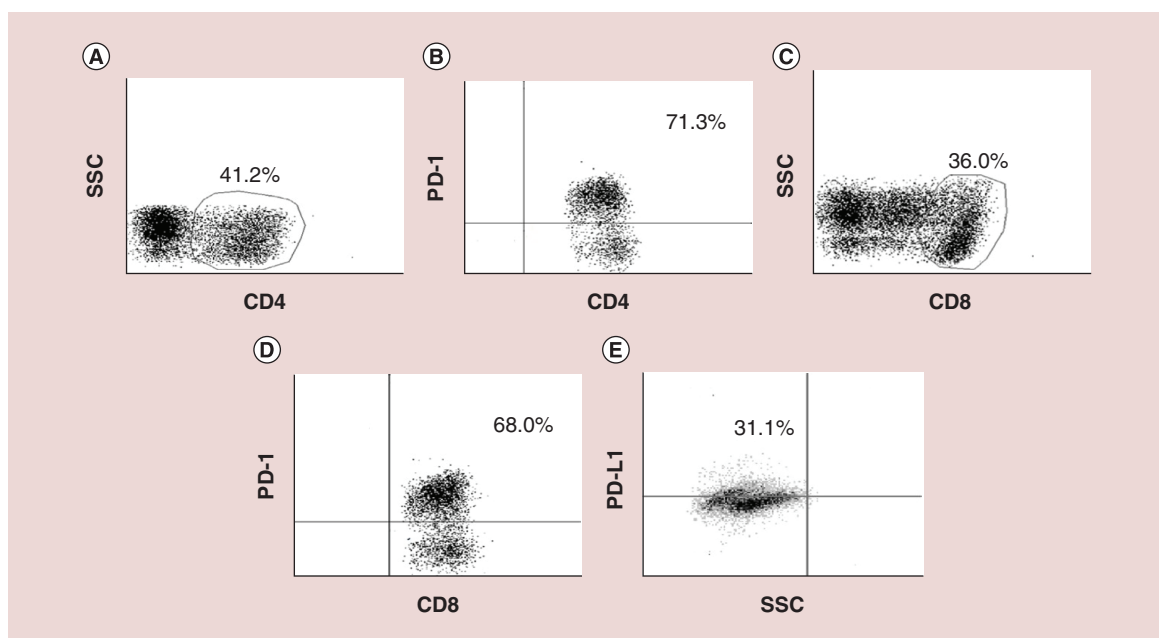 A
SSC
41.2%
CD4
B
PD-1
71.3%
CD4
C
SSC
36.0%
CD8
D
PD-1
68.0%
CD8
E
PD-L1
31.1%
SSC